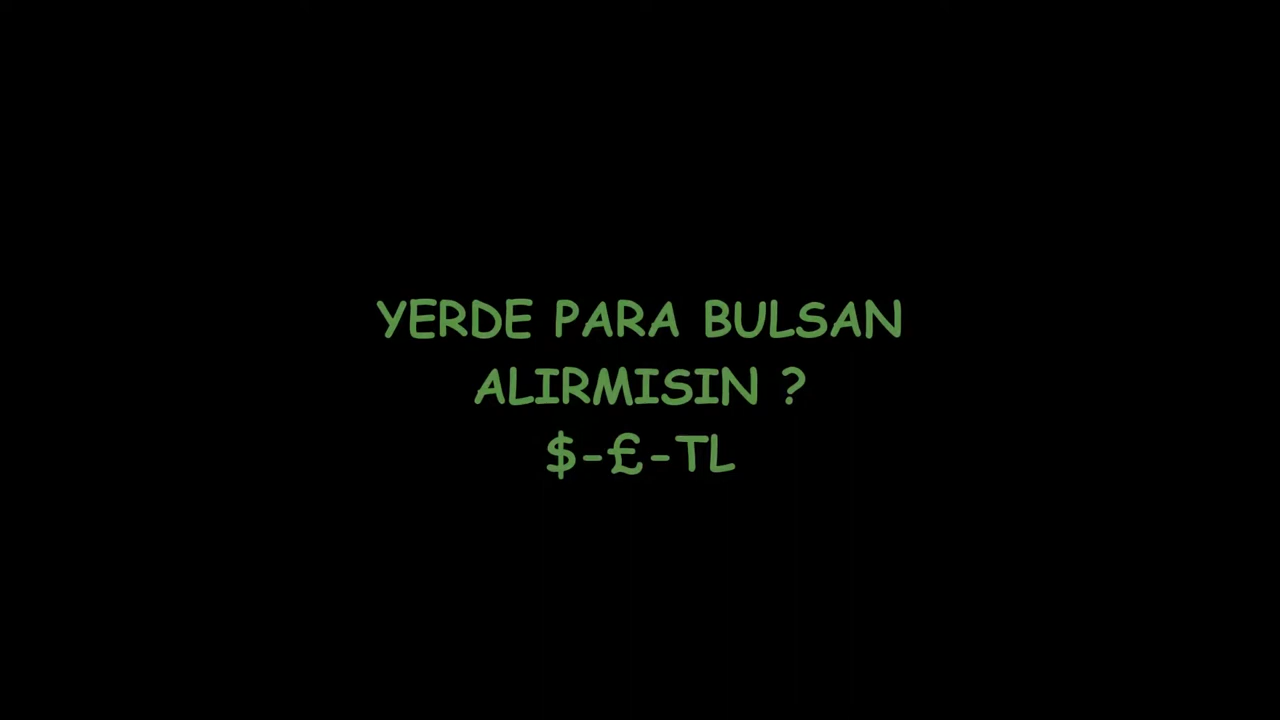 YERDE PARA BULSAN
ALIRMISIN ?
$-£-TL